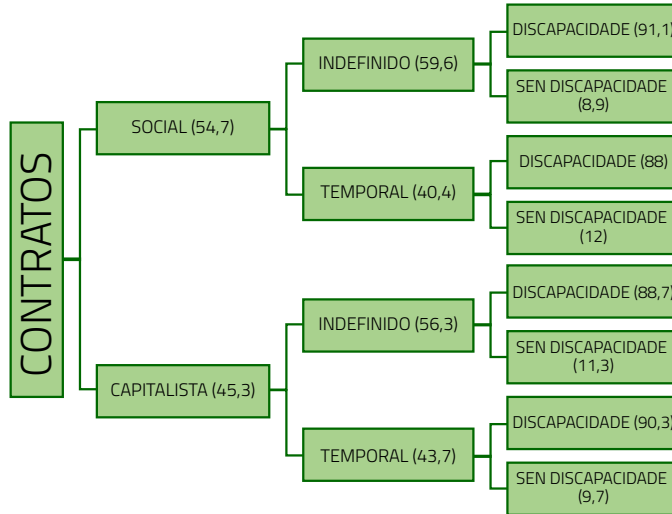 CONTRATOS
SOCIAL (54,7)
INDEFINIDO (59,6)
DISCAPACIDADE (91,1)
SEN DISCAPACIDADE
(8,9)
TEMPORAL (40,4)
DISCAPACIDADE (88)
SEN DISCAPACIDADE
(12)
CAPITALISTA (45,3)
INDEFINIDO (56,3)
DISCAPACIDADE (88,7)
SEN DISCAPACIDADE
(11,3)
TEMPORAL (43,7)
DISCAPACIDADE (90,3)
SEN DISCAPACIDADE
(9,7)